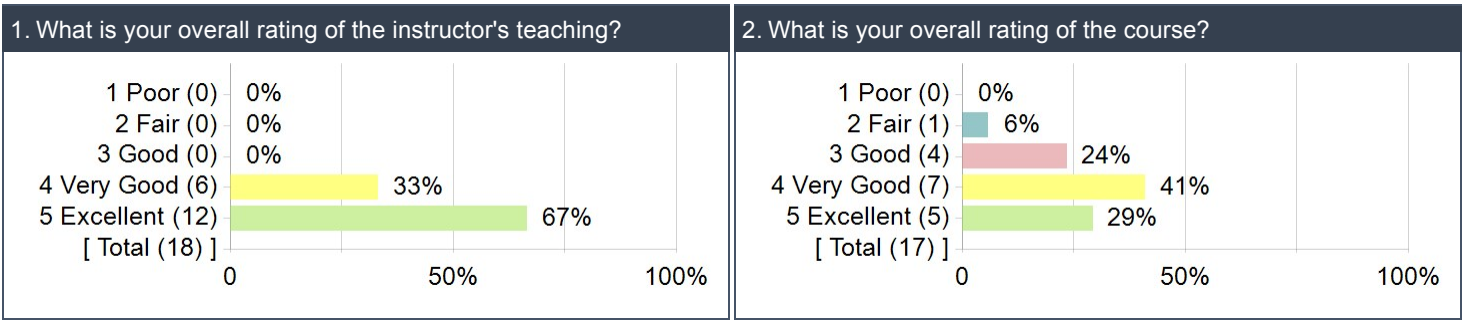 1. What is your overall rating of the instructor's teaching?
1 Poor (0) 0%
2 Fair (0) 0%
3 Good (0) 0%
4 Very Good (6) 33%
5 Excellent (12) 67%
[ Total (18) ]
0 50% 100%
2. What is your overall rating of the course?
1 Poor (0) 0%
2 Fair (1) 6%
3 Good (4) 24%
4 Very Good (7) 41%
5 Excellent (5) 29%
[ Total (17) ]
0 50% 100%